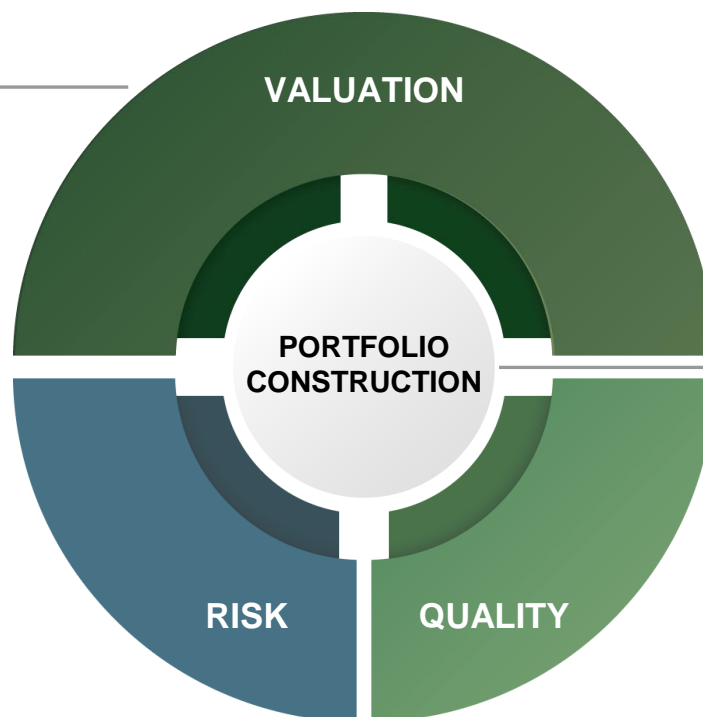 VALUATION
PORTFOLIO
CONSTRUCTION
RISK
QUALITY